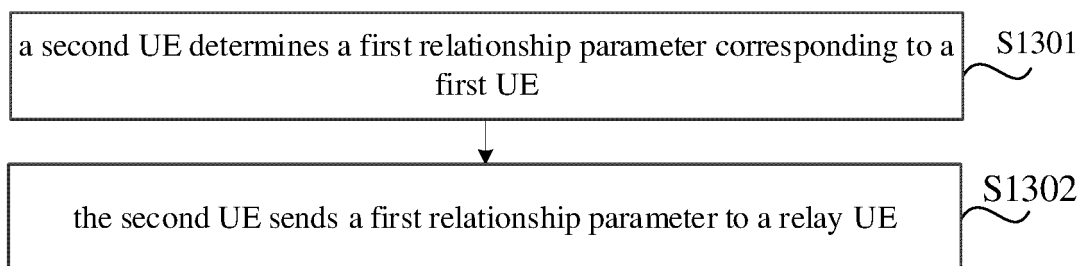 a second UE determines a first relationship parameter corresponding to a
first UE
S1301
the second UE sends a first relationship parameter to a relay UE
S1302